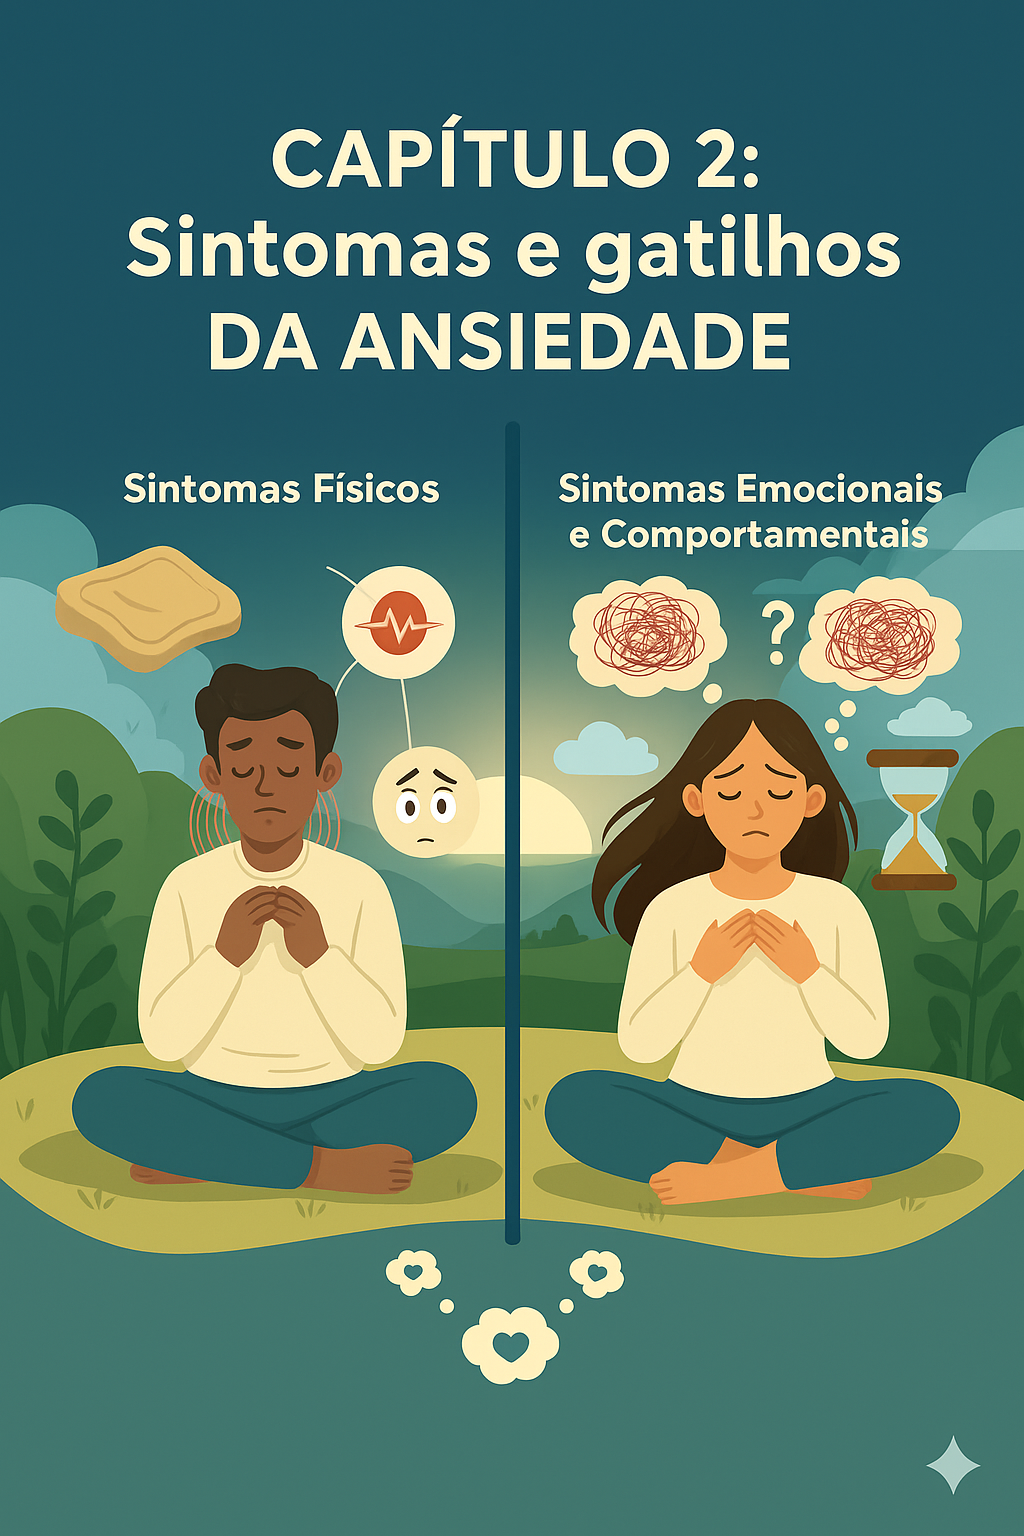 CAPÍTULO 2:
Sintomas e gatilhos
DA ANSIEDADE
Sintomas Físicos
Sintomas Emocionais
e Comportamentais
?